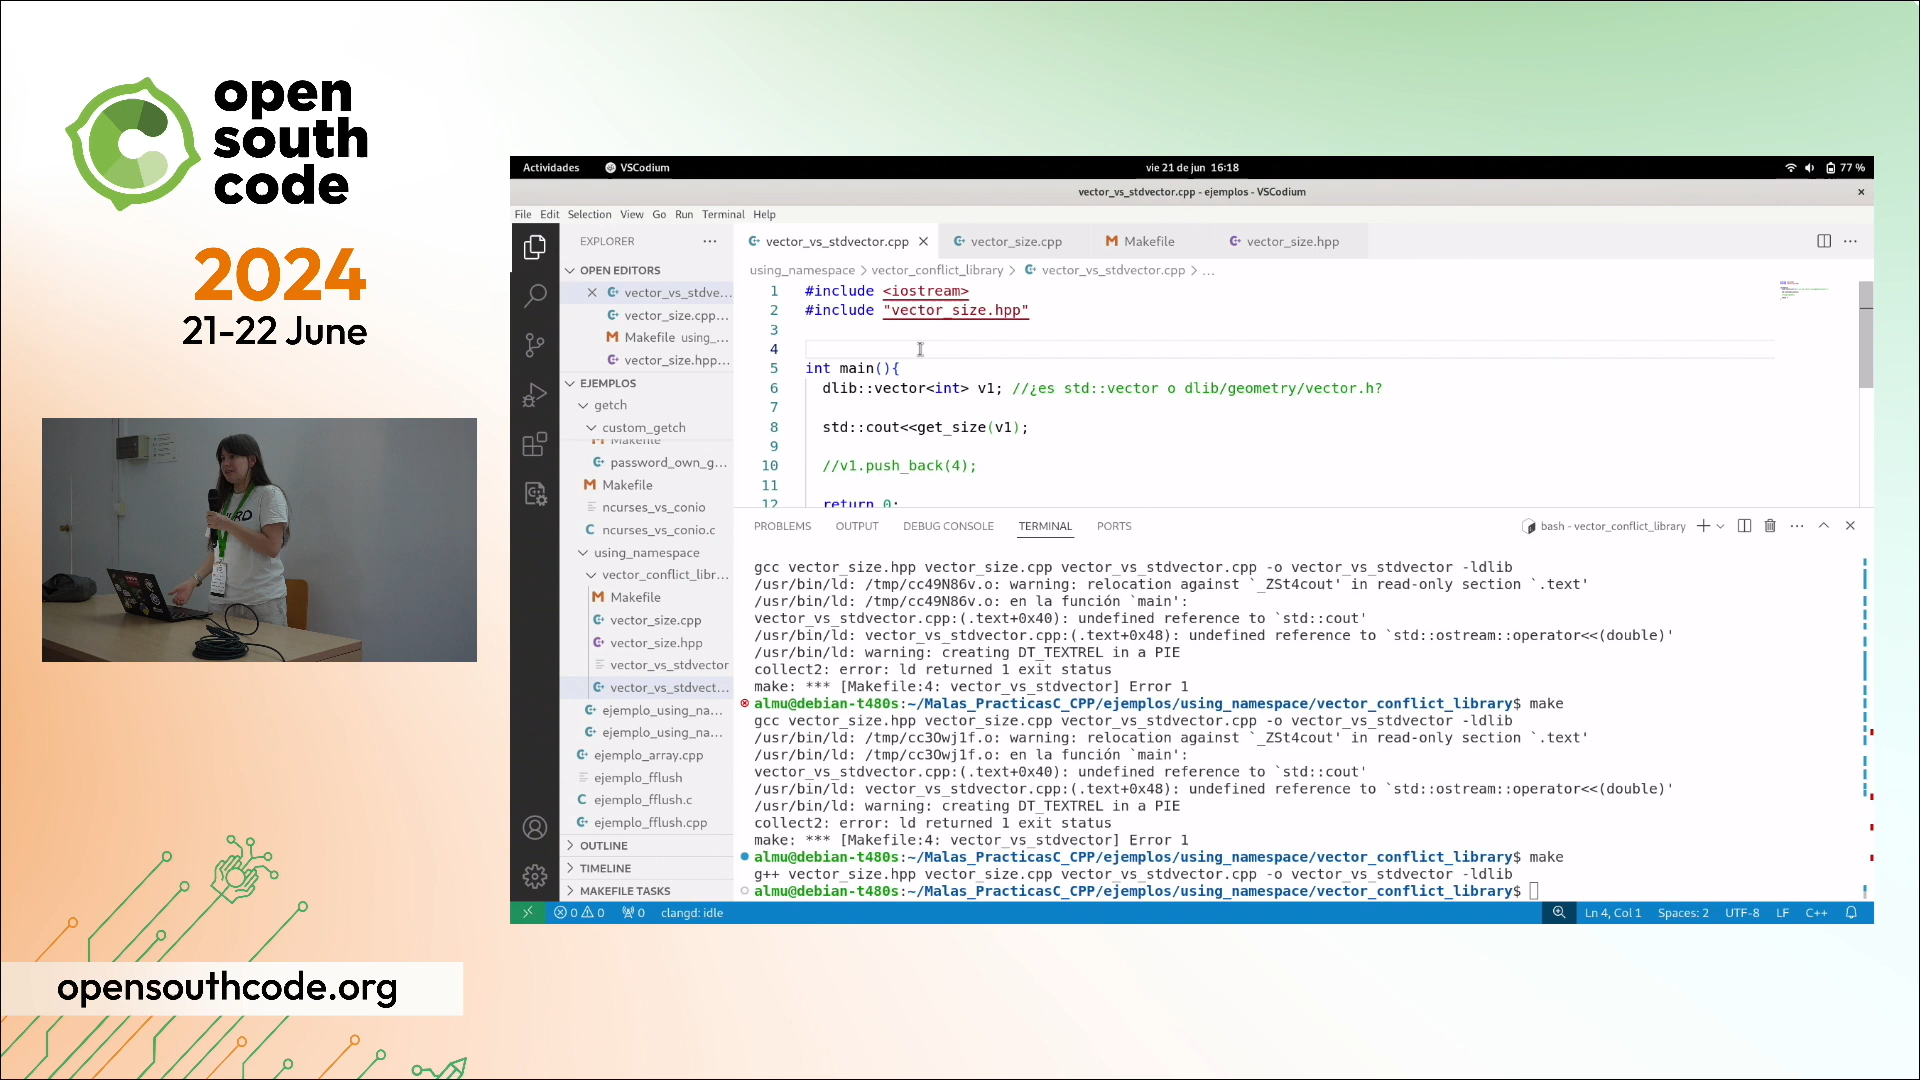 open
south
code
2024
21-22 June
opensouthcode.org
Actividades
VSCodium
vie 21 de jun 16:18
77 %
vector_vs_stdvector.cpp - ejemplos - VSCodium
File Edit Selection View Go Run Terminal Help
EXPLORER
OPEN EDITORS
vector_vs_stdve...
vector_size.cpp...
Makefile using_...
vector_size.hpp...
EJEMPLOS
getch
custom_getch
Makefile
password_own_g...
Makefile
ncurses_vs_conio
ncurses_vs_conio.c
using_namespace
vector_conflict_libr...
Makefile
vector_size.cpp
vector_size.hpp
vector_vs_stdvector
vector_vs_stdvect...
ejemplo_using_na...
ejemplo_using_na...
ejemplo_array.cpp
ejemplo_fflush
ejemplo_fflush.c
ejemplo_fflush.cpp
OUTLINE
TIMELINE
MAKEFILE TASKS
vector_vs_stdvector.cpp
vector_size.cpp
Makefile
vector_size.hpp
using_namespace > vector_conflict_library > vector_vs_stdvector.cpp > ...
1 #include <iostream>
2 #include "vector_size.hpp"
3
4
5 int main(){
6 dlib::vector<int> v1; //¿es std::vector o dlib/geometry/vector.h?
7
8 std::cout<<get_size(v1);
9
10 //v1.push_back(4);
11
12 return 0;
PROBLEMS OUTPUT DEBUG CONSOLE TERMINAL PORTS
bash - vector_conflict_library
gcc vector_size.hpp vector_size.cpp vector_vs_stdvector.cpp -o vector_vs_stdvector -ldlib
/usr/bin/ld: /tmp/cc49N86v.o: warning: relocation against `_ZSt4cout' in read-only section `.text'
/usr/bin/ld: /tmp/cc49N86v.o: en la función `main':
vector_vs_stdvector.cpp:(.text+0x40): undefined reference to `std::cout'
/usr/bin/ld: vector_vs_stdvector.cpp:(.text+0x48): undefined reference to `std::ostream::operator<<(double)'
/usr/bin/ld: warning: creating DT_TEXTREL in a PIE
collect2: error: ld returned 1 exit status
make: *** [Makefile:4: vector_vs_stdvector] Error 1
almu@debian-t480s:~/Malas_PracticasC_CPP/ejemplos/using_namespace/vector_conflict_library$ make
gcc vector_size.hpp vector_size.cpp vector_vs_stdvector.cpp -o vector_vs_stdvector -ldlib
/usr/bin/ld: /tmp/cc3Owj1f.o: warning: relocation against `_ZSt4cout' in read-only section `.text'
/usr/bin/ld: /tmp/cc3Owj1f.o: en la función `main':
vector_vs_stdvector.cpp:(.text+0x40): undefined reference to `std::cout'
/usr/bin/ld: vector_vs_stdvector.cpp:(.text+0x48): undefined reference to `std::ostream::operator<<(double)'
/usr/bin/ld: warning: creating DT_TEXTREL in a PIE
collect2: error: ld returned 1 exit status
make: *** [Makefile:4: vector_vs_stdvector] Error 1
almu@debian-t480s:~/Malas_PracticasC_CPP/ejemplos/using_namespace/vector_conflict_library$ make
g++ vector_size.hpp vector_size.cpp vector_vs_stdvector.cpp -o vector_vs_stdvector -ldlib
almu@debian-t480s:~/Malas_PracticasC_CPP/ejemplos/using_namespace/vector_conflict_library$
0 0 0 clangd: idle
Ln 4, Col 1 Spaces: 2 UTF-8 LF C++